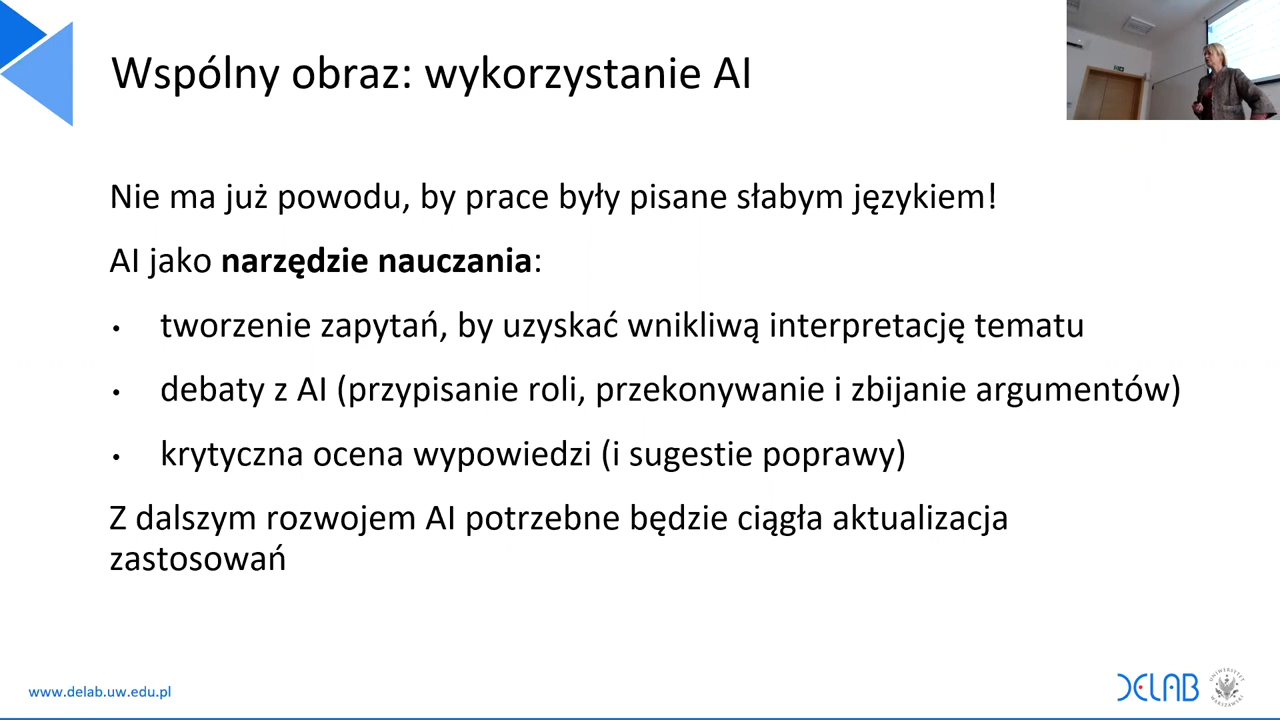 Wspólny obraz: wykorzystanie AI
Nie ma już powodu, by prace były pisane słabym językiem!
AI jako narzędzie nauczania:
• tworzenie zapytań, by uzyskać wnikliwą interpretację tematu
• debaty z AI (przypisanie roli, przekonywanie i zbijanie argumentów)
• krytyczna ocena wypowiedzi (i sugestie poprawy)
Z dalszym rozwojem AI potrzebne będzie ciągła aktualizacja
zastosowań
www.delab.uw.edu.pl
DELAB
UNIWERSYTET
WARSZAWSKI